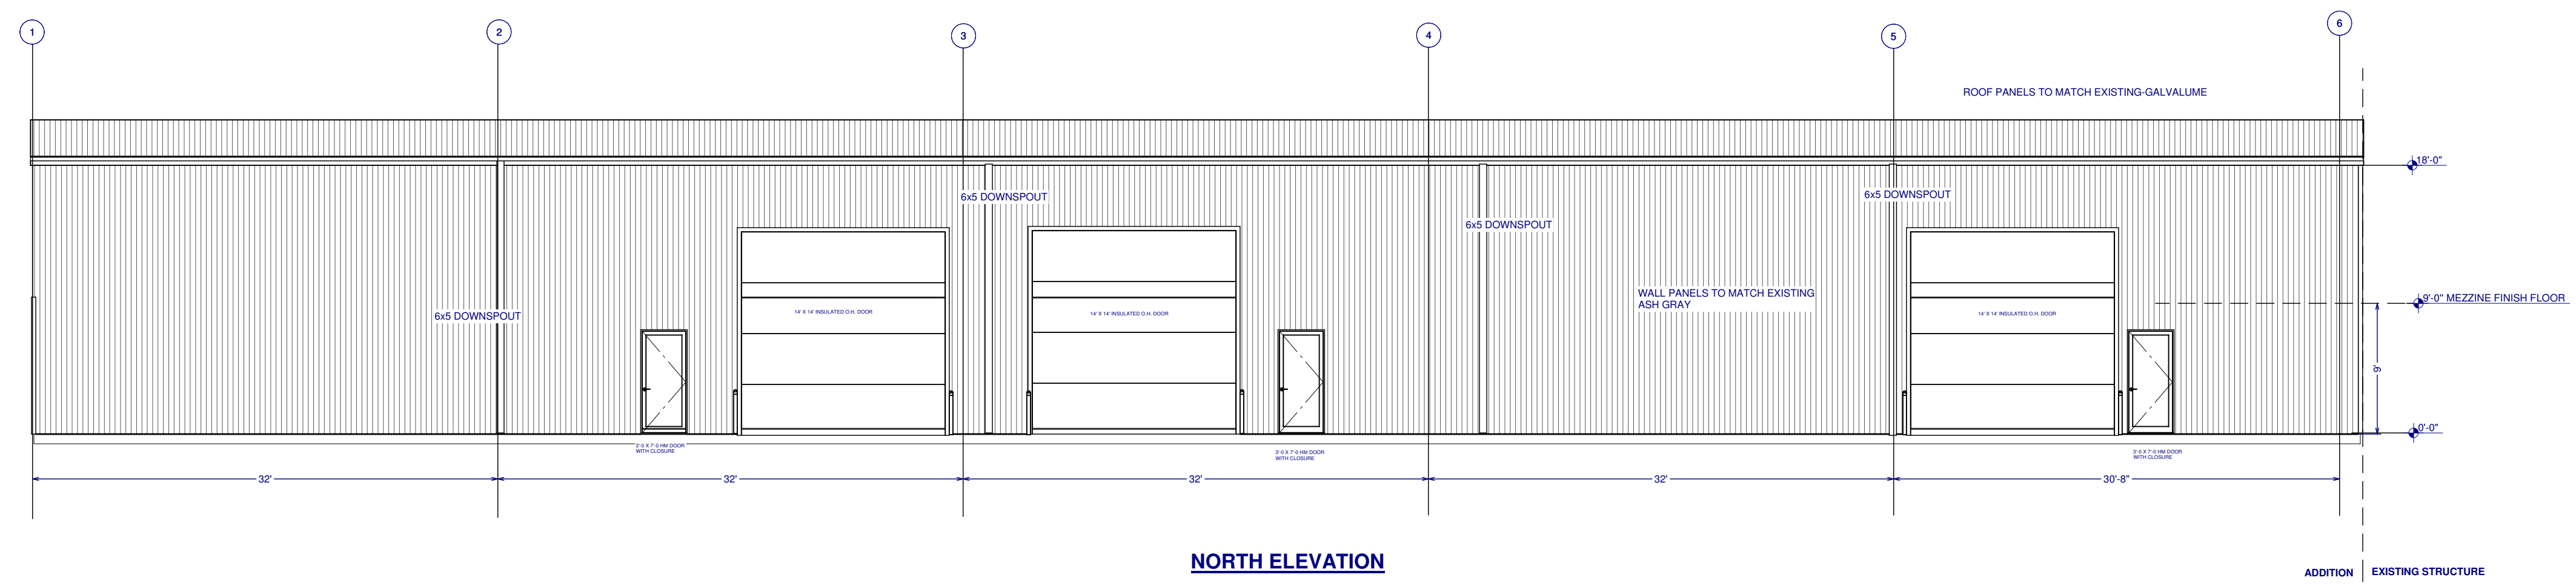 1
2
3
4
5
6
ROOF PANELS TO MATCH EXISTING-GALVALUME
18'-0"
6x5 DOWNSPOUT
6x5 DOWNSPOUT
6x5 DOWNSPOUT
6x5 DOWNSPOUT
WALL PANELS TO MATCH EXISTING
ASH GRAY
9'-0" MEZZINE FINISH FLOOR
14' X 14' INSULATED O.H. DOOR
14' X 14' INSULATED O.H. DOOR
14' X 14' INSULATED O.H. DOOR
9'
0'-0"
3'-0 X 7'-0 HM DOOR
WITH CLOSURE
3'-0 X 7'-0 HM DOOR
WITH CLOSURE
3'-0 X 7'-0 HM DOOR
WITH CLOSURE
32'
32'
32'
32'
30'-8"
NORTH ELEVATION
ADDITION
EXISTING STRUCTURE